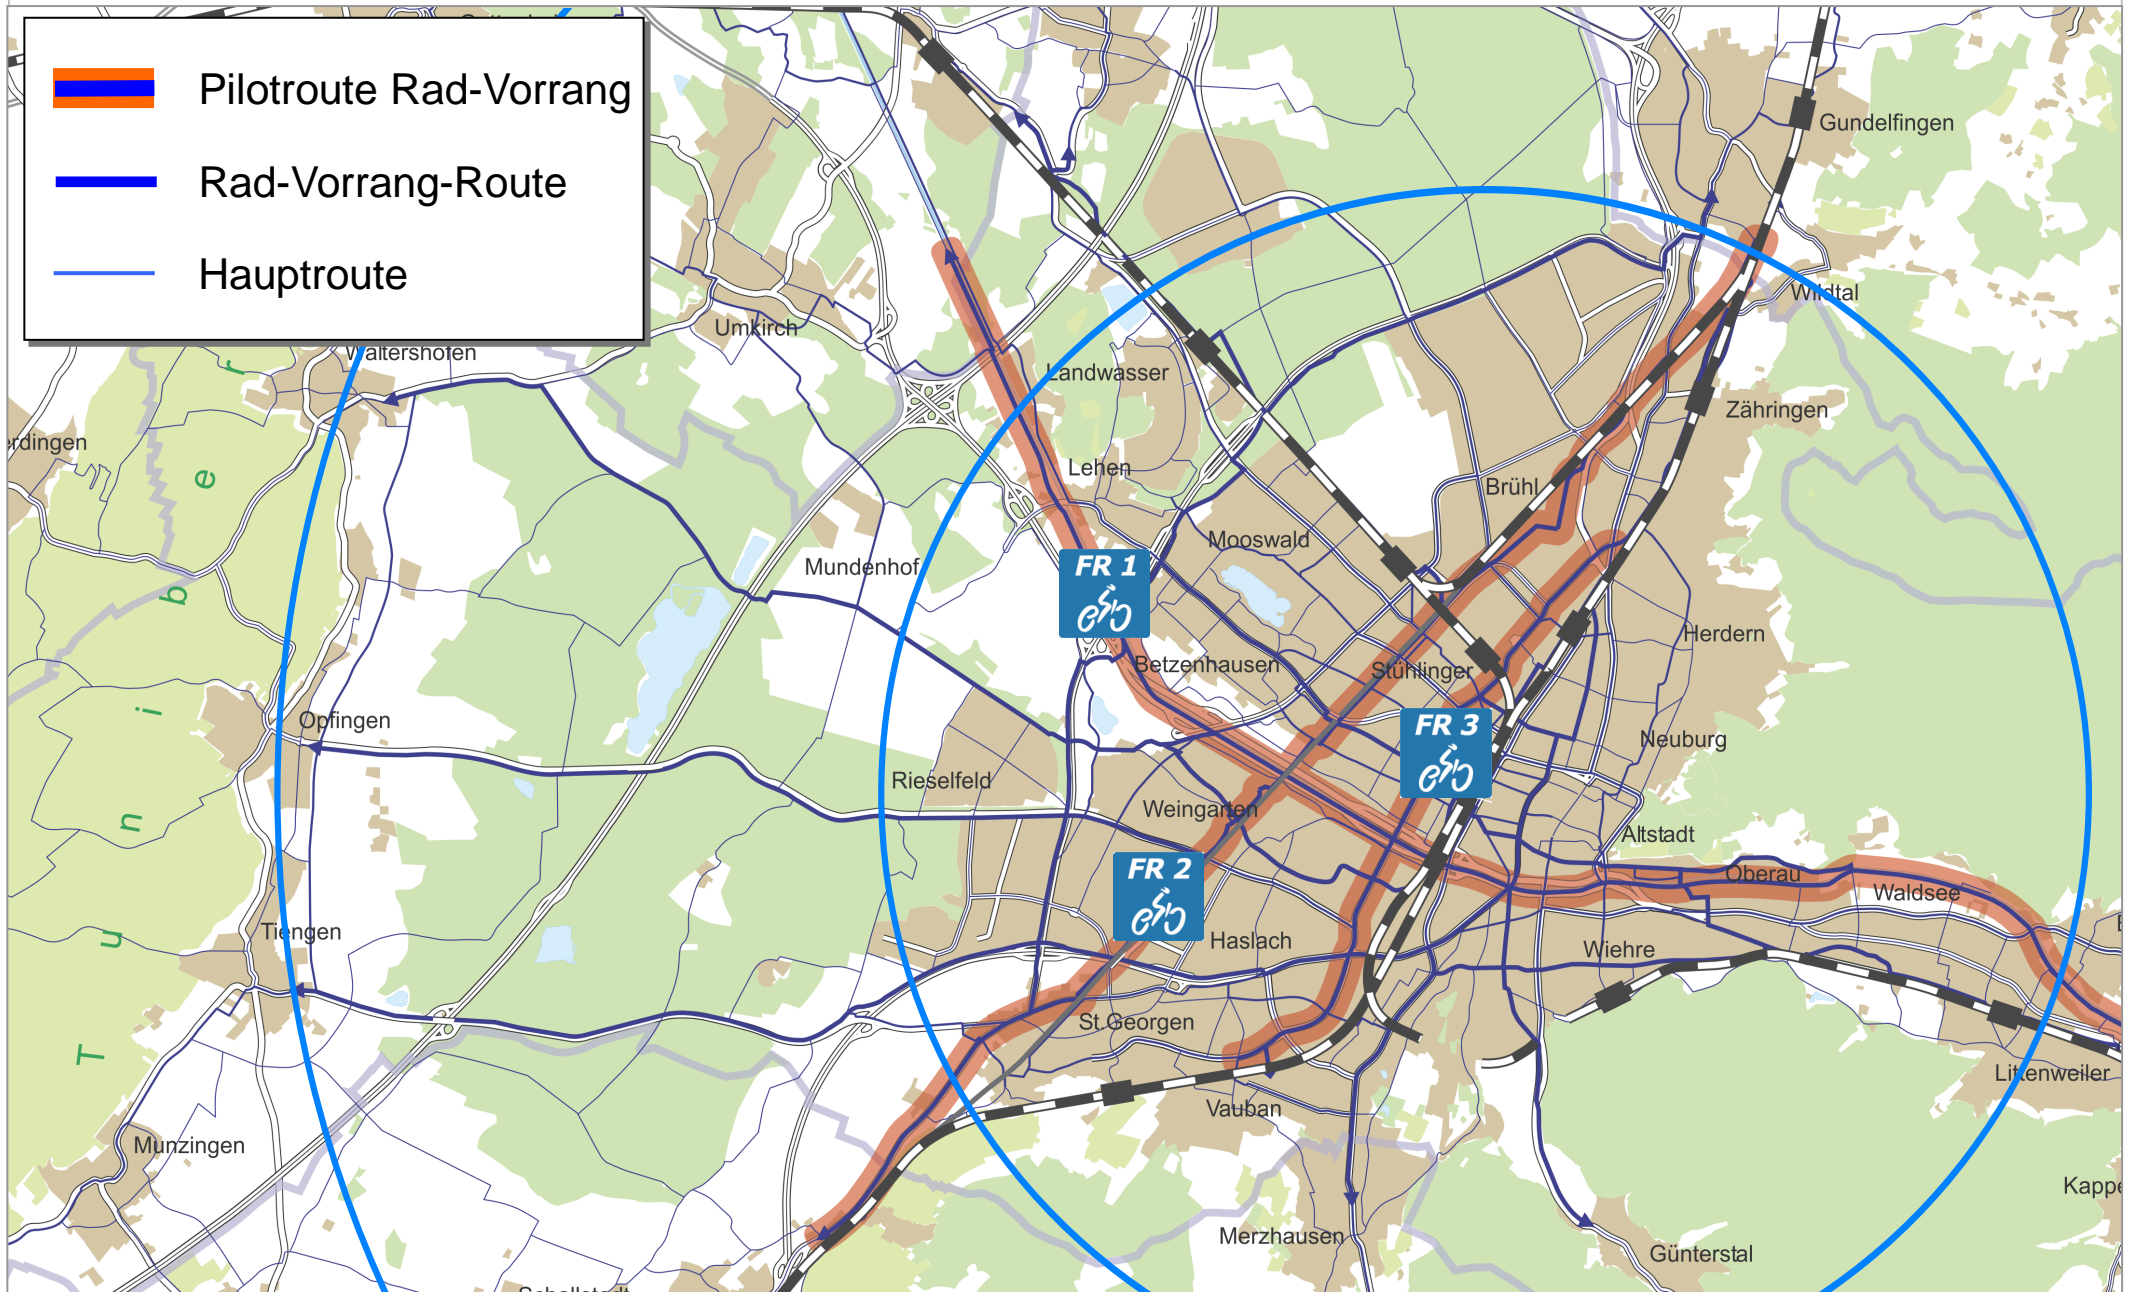 Pilotroute Rad-Vorrang
Rad-Vorrang-Route
Hauptroute
Gundelfingen
Wildtal
Umkirch
Waltershofen
Landwasser
Zähringen
erdingen
Lehen
Brühl
Mooswald
Mundenhof
FR 1
Herdern
Betzenhausen
Stühlinger
Opfingen
FR 3
Neuburg
Rieselfeld
Weingarten
Altstadt
FR 2
Oberau
Waldsee
Tiengen
Haslach
Wiehre
St.Georgen
Littenweiler
Vauban
Munzingen
Kappe
Merzhausen
Günterstal
T u n i b e r